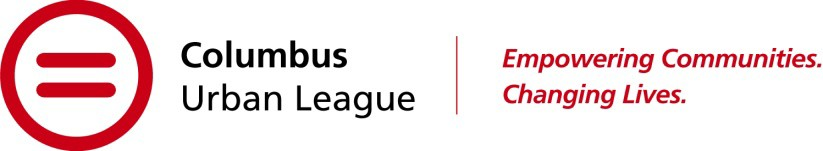 Columbus
Urban League
Empowering Communities.
Changing Lives.